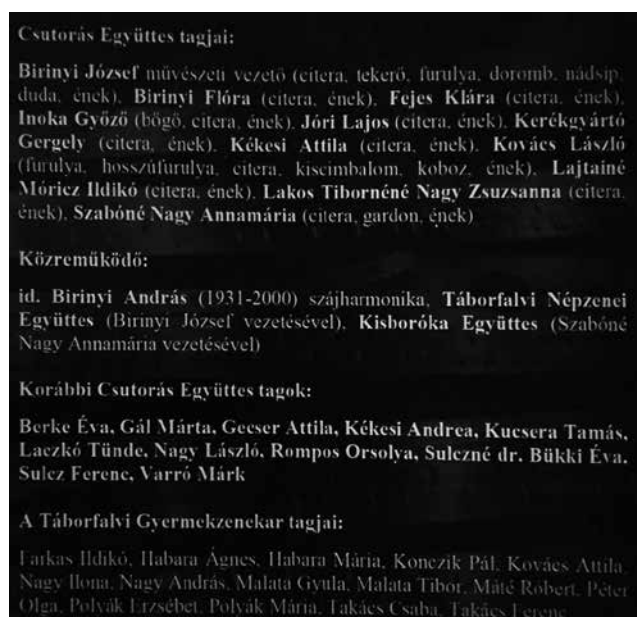 Csutorás Együttes tagjai:
Birinyi József művészeti vezető (citera, tekerő, furulya, doromb, nádsíp,
duda, ének), Birinyi Flóra (citera, ének), Fejes Klára (citera, ének),
Inoka Győző (bőgő, citera, ének), Jóri Lajos (citera, ének), Kerékgyártó
Gergely (citera, ének), Kékesi Attila (citera, ének), Kovács László
(furulya, hosszúfurulya, citera, kiscimbalom, koboz, ének), Lajtainé
Móricz Ildikó (citera, ének), Lakos Tibornéné Nagy Zsuzsanna (citera,
ének), Szabóné Nagy Annamária (citera, gardon, ének)
Közreműködő:
id. Birinyi András (1931-2000) szájharmonika, Táborfalvi Népzenei
Együttes (Birinyi József vezetésével), Kisboróka Együttes (Szabóné
Nagy Annamária vezetésével)
Korábbi Csutorás Együttes tagok:
Berke Éva, Gál Márta, Gecser Attila, Kékesi Andrea, Kucsera Tamás,
Laczkó Tünde, Nagy László, Rompos Orsolya, Sulczné dr. Bükki Éva,
Sulcz Ferenc, Varró Márk
A Táborfalvi Gyermekzenekar tagjai:
Farkas Ildikó, Habara Ágnes, Habara Mária, Konczik Pál, Kovács Attila,
Nagy Ilona, Nagy András, Malata Gyula, Malata Tibor, Máté Róbert, Péter
Olga, Polyák Erzsébet, Polyák Mária, Takács Csaba, Takács Ferenc